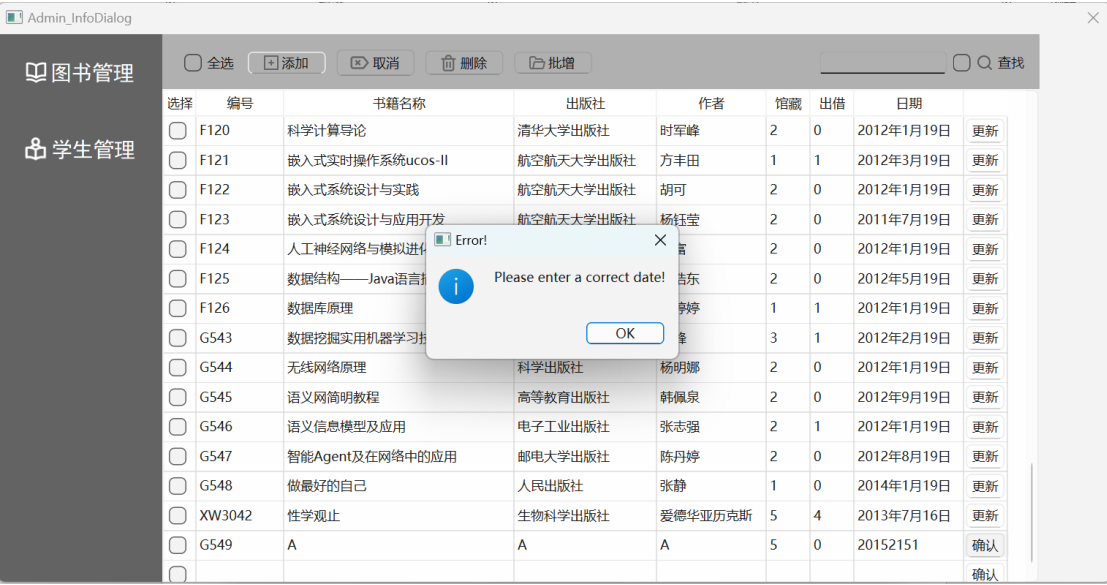 Admin_InfoDialog
图书管理
学生管理
全选 添加 取消 删除 批增 查找
选择 编号 书籍名称 出版社 作者 馆藏 出借 日期
F120 科学计算导论 清华大学出版社 时军峰 2 0 2012年1月19日 更新
F121 嵌入式实时操作系统ucos-II 航空航天大学出版社 方丰田 1 1 2012年3月19日 更新
F122 嵌入式系统设计与实践 航空航天大学出版社 胡可 2 0 2012年1月19日 更新
F123 嵌入式系统设计与应用开发 航空航天大学出版社 杨钰莹 2 0 2011年7月19日 更新
Error!
Please enter a correct date!
OK
F124 人工神经网络与模拟进 富 2 0 2012年1月19日 更新
F125 数据结构——Java语言 浩东 2 0 2012年5月19日 更新
F126 数据库原理 婷婷 1 1 2012年1月19日 更新
G543 数据挖掘实用机器学习 3 1 2012年2月19日 更新
G544 无线网络原理 科学出版社 杨明娜 2 0 2012年1月19日 更新
G545 语义网简明教程 高等教育出版社 韩佩泉 2 0 2012年9月19日 更新
G546 语义信息模型及应用 电子工业出版社 张志强 2 1 2012年1月19日 更新
G547 智能Agent及在网络中的应用 邮电大学出版社 陈丹婷 2 0 2012年8月19日 更新
G548 做最好的自己 人民出版社 张静 1 0 2014年1月19日 更新
XW3042 性学观止 生物科学出版社 爱德华亚历克斯 5 4 2013年7月16日 更新
G549 A A A 5 0 20152151 确认
确认